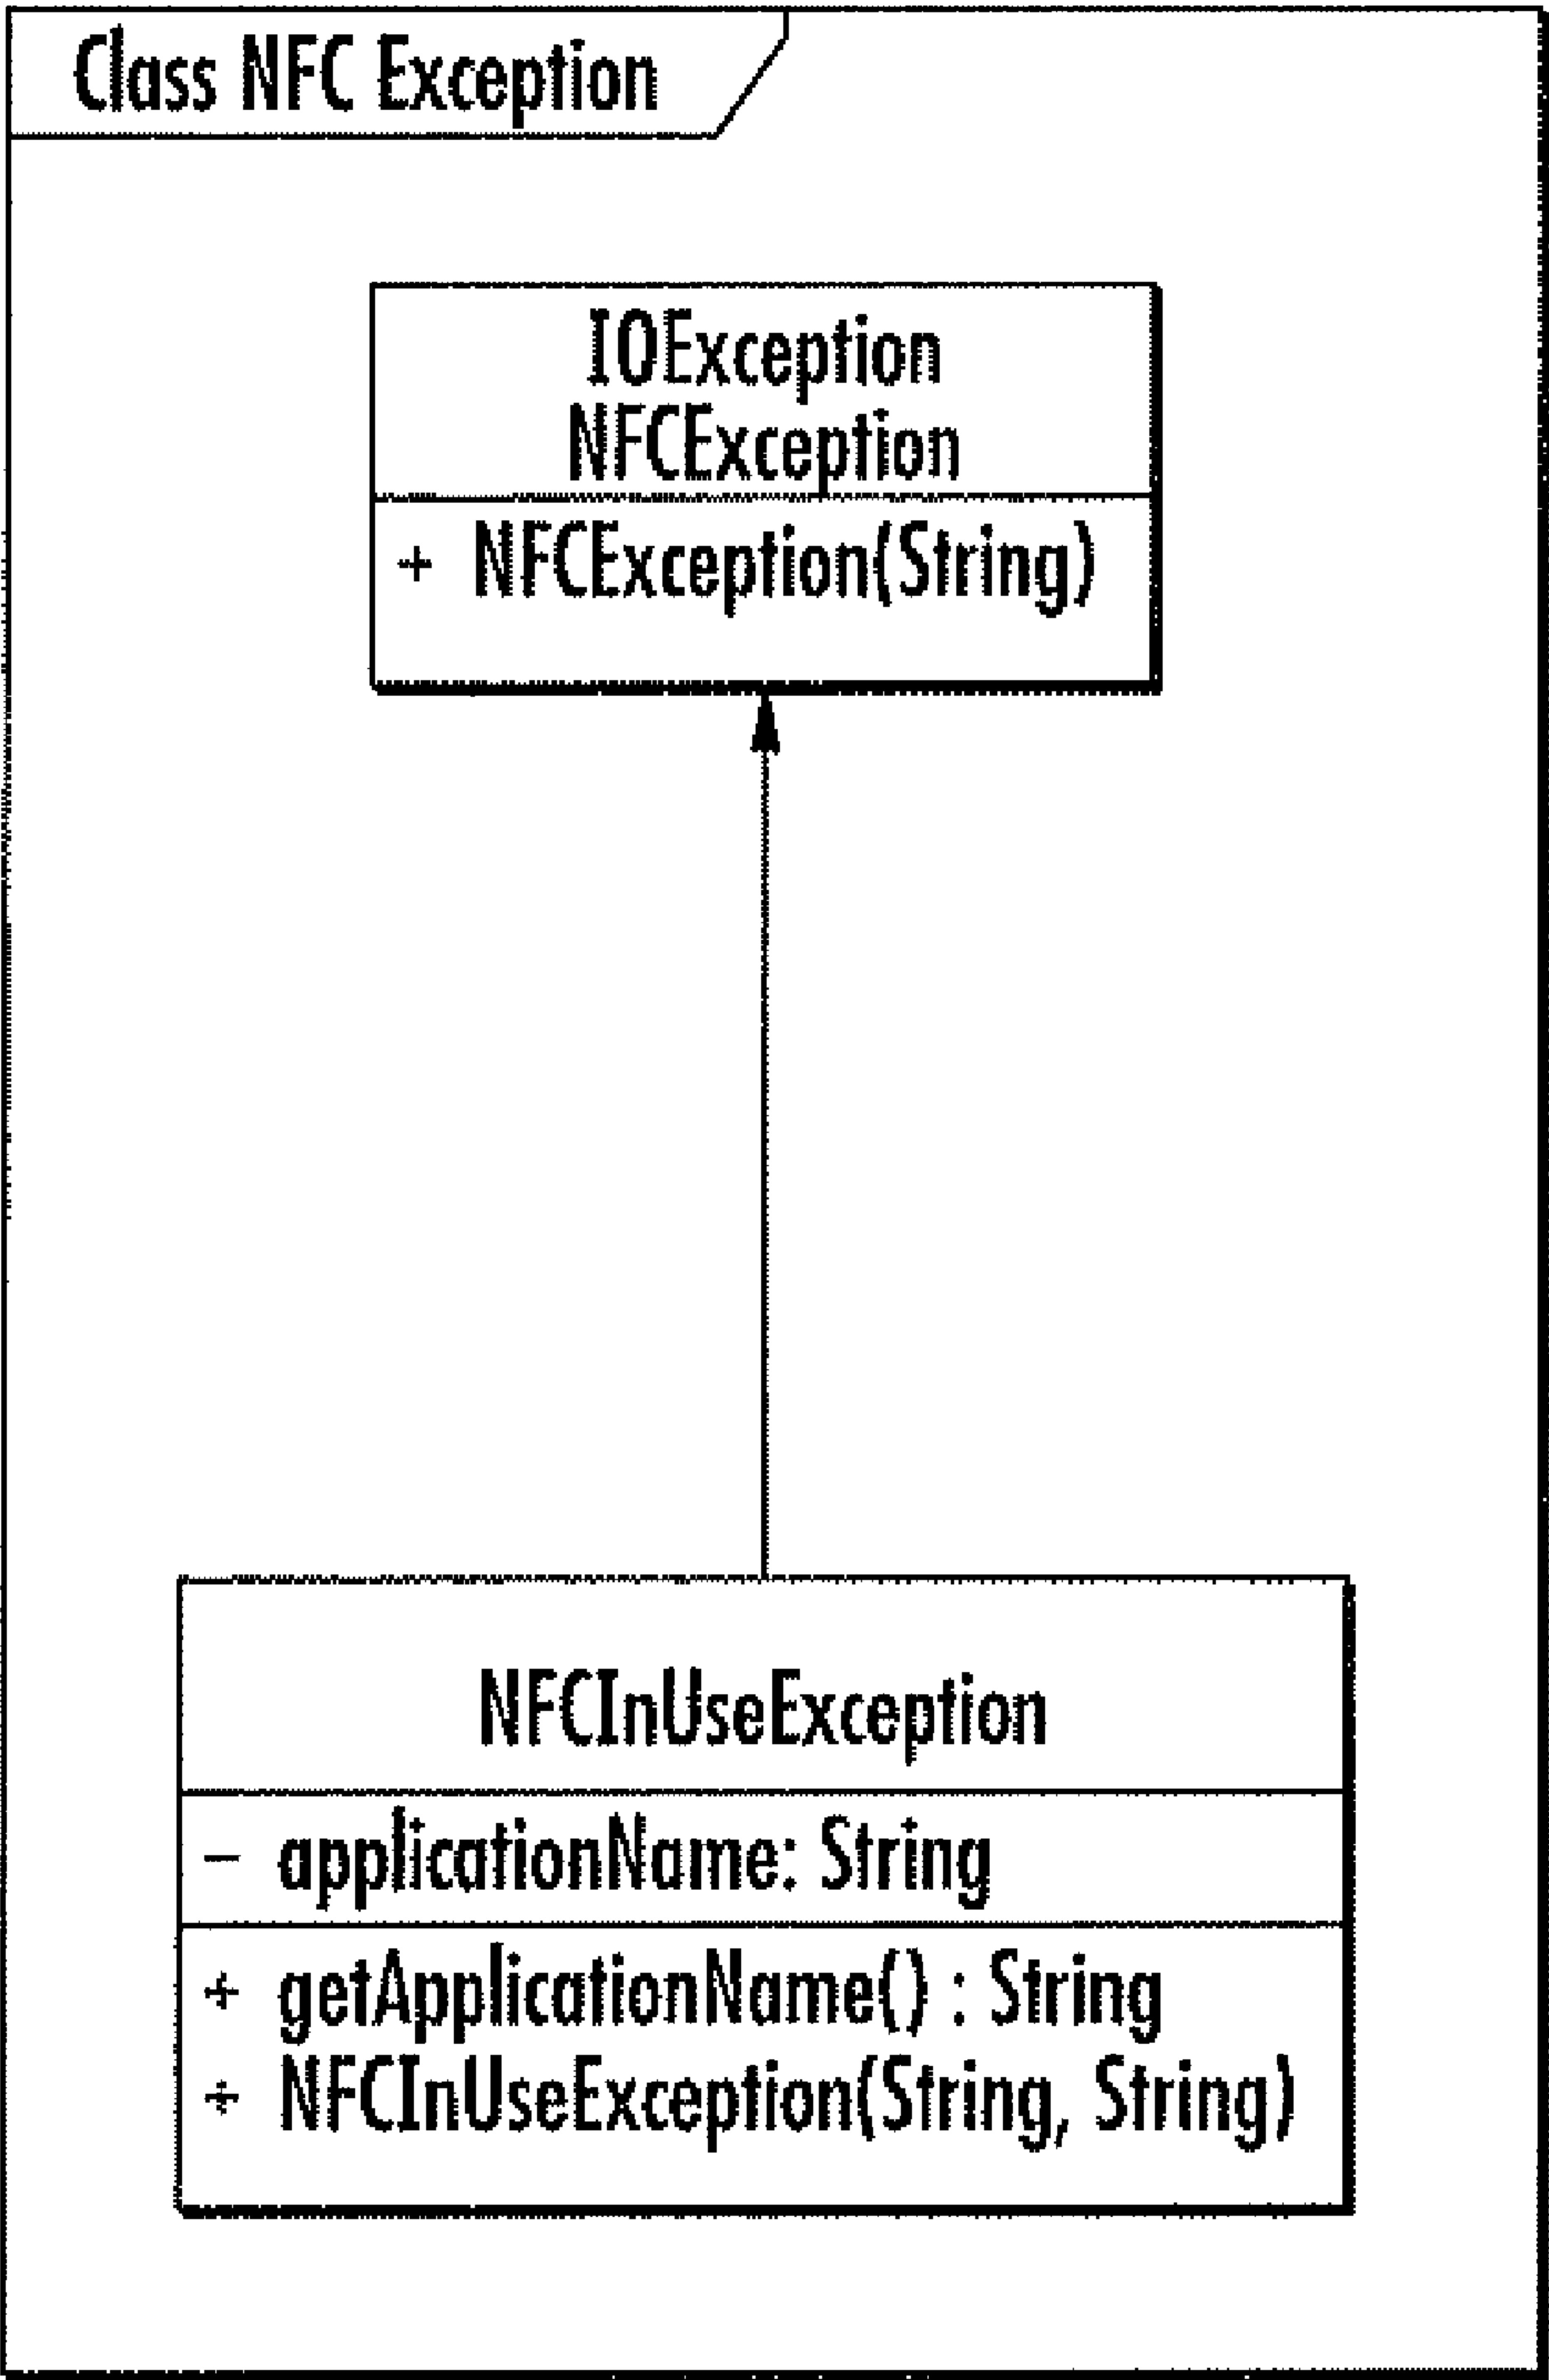 Class NFC Exception
IOException
NFCException
+ NFCException(String)
NFCInUseException
– applicationName: String
+ getApplicationName() : String
+ NFCInUseException(String, String)